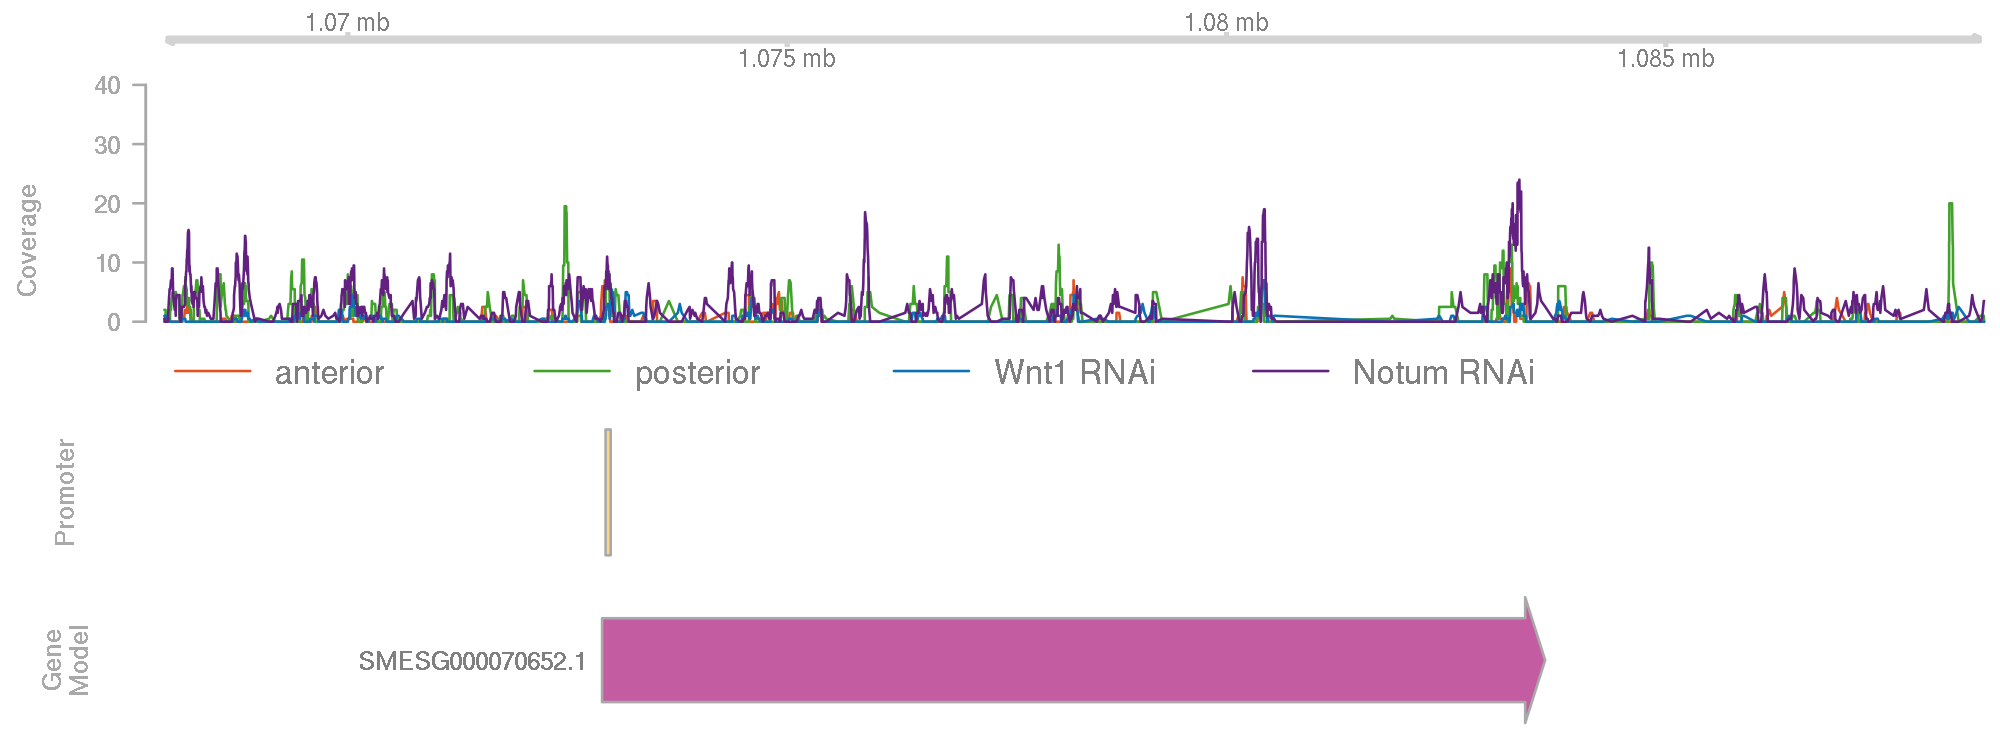 1.07 mb
1.08 mb
1.075 mb
1.085 mb
Coverage
40
30
20
10
0
anterior
posterior
Wnt1 RNAi
Notum RNAi
Promoter
Gene
Model
SMESG000070652.1